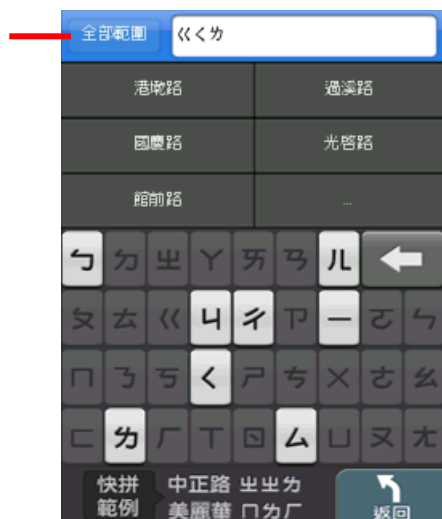 全部範圍 ㄍㄑㄌ
港墘路 過溪路
國慶路 光啓路
館前路 ...
ㄅ ㄉ ㄓ ㄚ ㄞ ㄢ ㄦ
ㄆ ㄊ ㄍ ㄐ ㄔ ㄗ ㄧ ㄛ ㄣ
ㄇ ㄋ ㄎ ㄑ ㄕ ㄘ ㄨ ㄜ ㄠ
ㄈ ㄌ ㄏ ㄒ ㄖ ㄙ ㄩ ㄡ ㄤ
快拼 中正路 ㄓㄓㄌ
範例 美麗華 ㄇㄌㄏ
返回